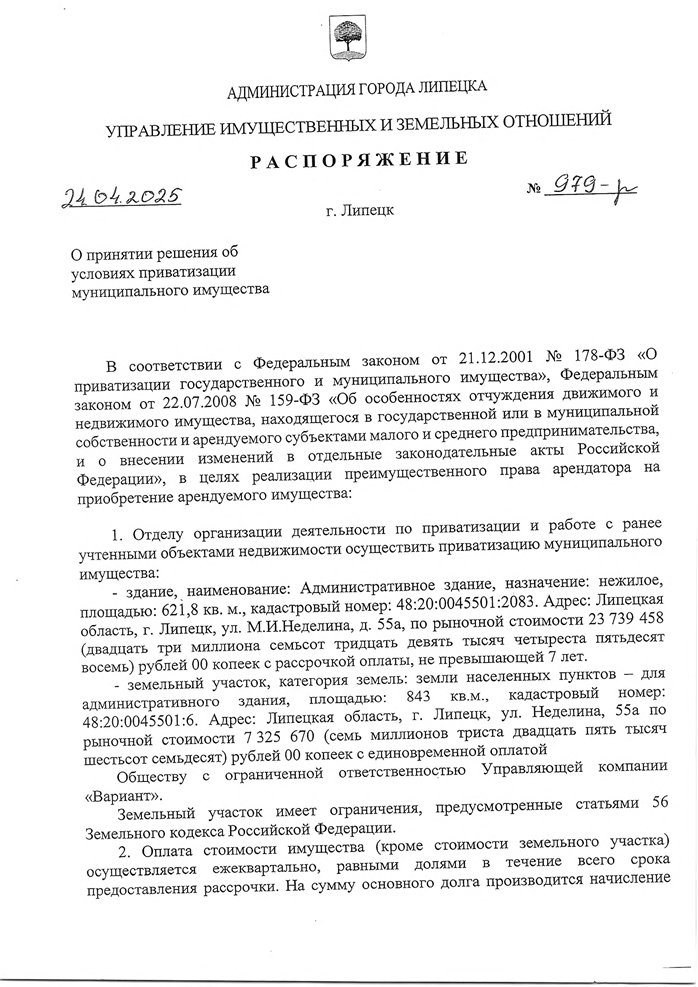 АДМИНИСТРАЦИЯ ГОРОДА ЛИПЕЦКА
УПРАВЛЕНИЕ ИМУЩЕСТВЕННЫХ И ЗЕМЕЛЬНЫХ ОТНОШЕНИЙ
РАСПОРЯЖЕНИЕ
24.04.2025
№ 979-р
г. Липецк
О принятии решения об
условиях приватизации
муниципального имущества
В соответствии с Федеральным законом от 21.12.2001 № 178-ФЗ «О
приватизации государственного и муниципального имущества», Федеральным
законом от 22.07.2008 № 159-ФЗ «Об особенностях отчуждения движимого и
недвижимого имущества, находящегося в государственной или в муниципальной
собственности и арендуемого субъектами малого и среднего предпринимательства,
и о внесении изменений в отдельные законодательные акты Российской
Федерации», в целях реализации преимущественного права арендатора на
приобретение арендуемого имущества:
1. Отделу организации деятельности по приватизации и работе с ранее
учтенными объектами недвижимости осуществить приватизацию муниципального
имущества:
- здание, наименование: Административное здание, назначение: нежилое,
площадью: 621,8 кв. м., кадастровый номер: 48:20:0045501:2083. Адрес: Липецкая
область, г. Липецк, ул. М.И.Неделина, д. 55а, по рыночной стоимости 23 739 458
(двадцать три миллиона семьсот тридцать девять тысяч четыреста пятьдесят
восемь) рублей 00 копеек с рассрочкой оплаты, не превышающей 7 лет.
- земельный участок, категория земель: земли населенных пунктов – для
административного здания, площадью: 843 кв.м., кадастровый номер:
48:20:0045501:6. Адрес: Липецкая область, г. Липецк, ул. Неделина, 55а по
рыночной стоимости 7 325 670 (семь миллионов триста двадцать пять тысяч
шестьсот семьдесят) рублей 00 копеек с единовременной оплатой
Обществу с ограниченной ответственностью Управляющей компании
«Вариант».
Земельный участок имеет ограничения, предусмотренные статьями 56
Земельного кодекса Российской Федерации.
2. Оплата стоимости имущества (кроме стоимости земельного участка)
осуществляется ежеквартально, равными долями в течение всего срока
предоставления рассрочки. На сумму основного долга производится начисление